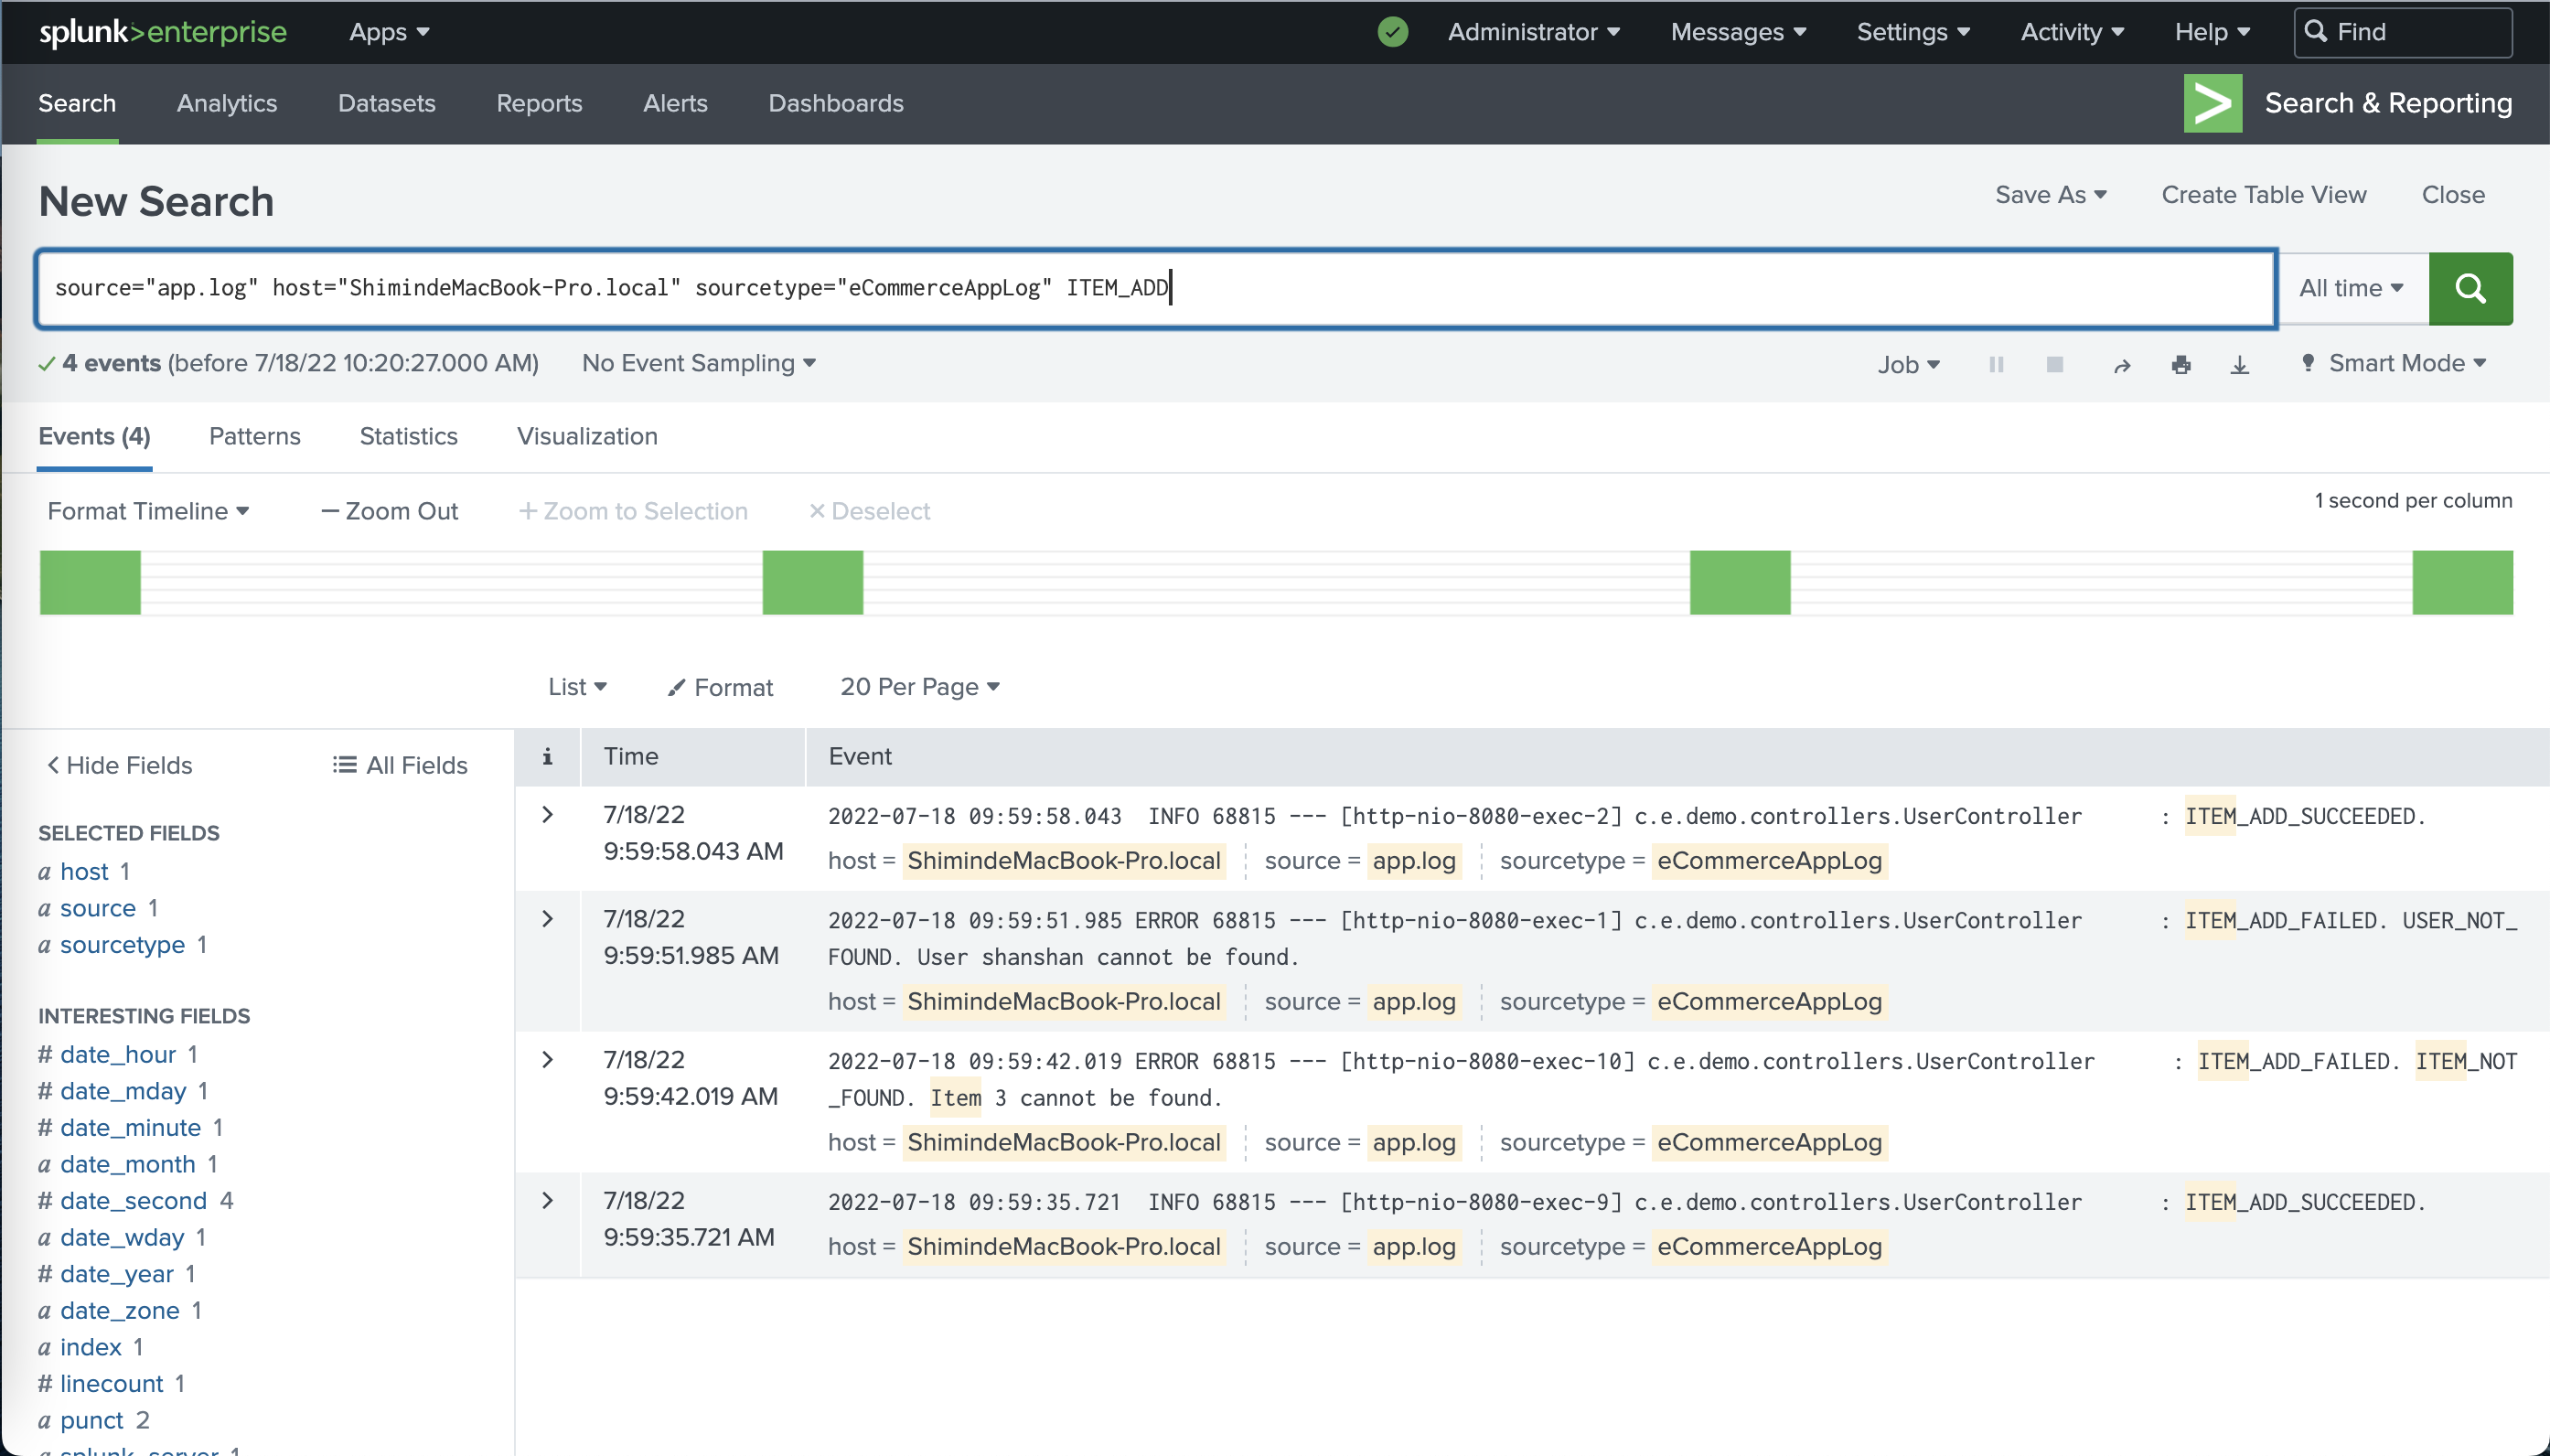 splunk>enterprise Apps Administrator Messages Settings Activity Help Find
Search Analytics Datasets Reports Alerts Dashboards Search & Reporting
New Search Save As Create Table View Close
source="app.log" host="ShimindeMacBook-Pro.local" sourcetype="eCommerceAppLog" ITEM_ADD All time
4 events (before 7/18/22 10:20:27.000 AM) No Event Sampling Job Smart Mode
Events (4) Patterns Statistics Visualization
Format Timeline — Zoom Out + Zoom to Selection × Deselect 1 second per column
List Format 20 Per Page
< Hide Fields All Fields
SELECTED FIELDS
a host 1
a source 1
a sourcetype 1
INTERESTING FIELDS
# date_hour 1
# date_mday 1
# date_minute 1
a date_month 1
# date_second 4
a date_wday 1
# date_year 1
a date_zone 1
a index 1
# linecount 1
a punct 2
a splunk_server 1
i Time Event
> 7/18/22 2022-07-18 09:59:58.043  INFO 68815 --- [http-nio-8080-exec-2] c.e.demo.controllers.UserController : ITEM_ADD_SUCCEEDED.
9:59:58.043 AM host = ShimindeMacBook-Pro.local source = app.log sourcetype = eCommerceAppLog
> 7/18/22 2022-07-18 09:59:51.985 ERROR 68815 --- [http-nio-8080-exec-1] c.e.demo.controllers.UserController : ITEM_ADD_FAILED. USER_NOT_
9:59:51.985 AM FOUND. User shanshan cannot be found.
host = ShimindeMacBook-Pro.local source = app.log sourcetype = eCommerceAppLog
> 7/18/22 2022-07-18 09:59:42.019 ERROR 68815 --- [http-nio-8080-exec-10] c.e.demo.controllers.UserController : ITEM_ADD_FAILED. ITEM_NOT
9:59:42.019 AM _FOUND. Item 3 cannot be found.
host = ShimindeMacBook-Pro.local source = app.log sourcetype = eCommerceAppLog
> 7/18/22 2022-07-18 09:59:35.721  INFO 68815 --- [http-nio-8080-exec-9] c.e.demo.controllers.UserController : ITEM_ADD_SUCCEEDED.
9:59:35.721 AM host = ShimindeMacBook-Pro.local source = app.log sourcetype = eCommerceAppLog